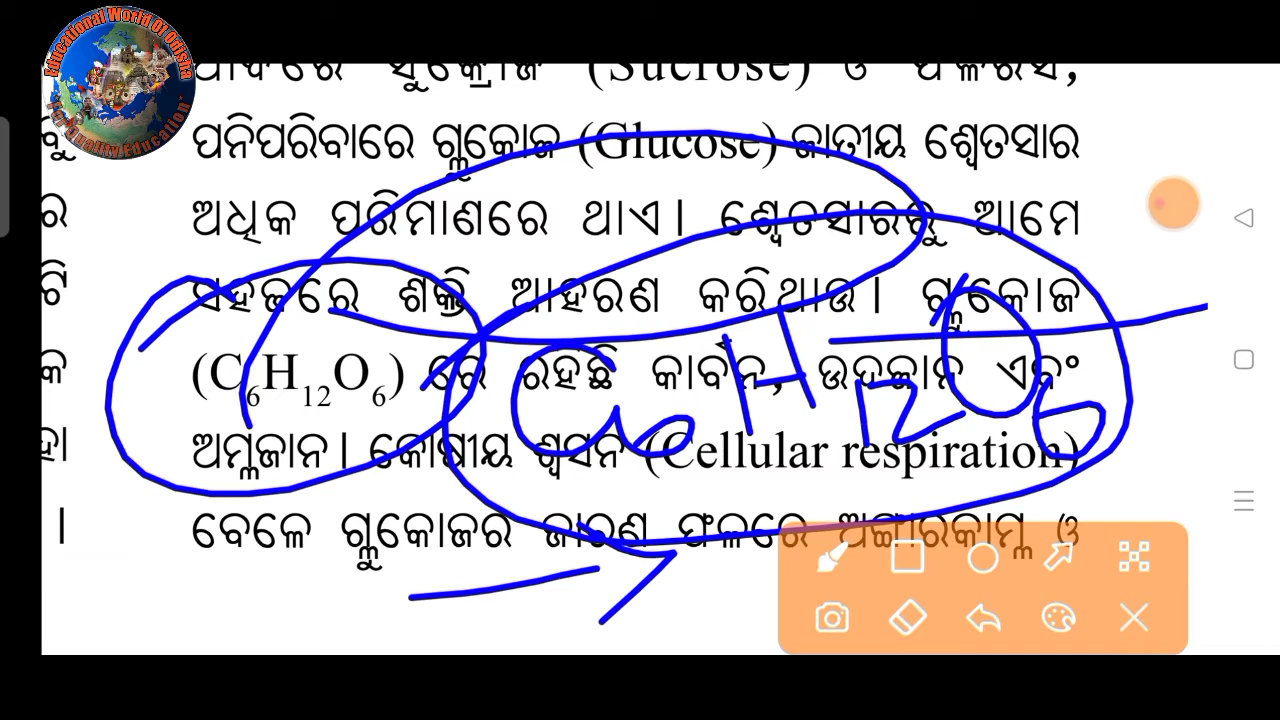 Educational World Of Odisha
For Quality Education
ସୁକ୍ରୋଜ (Sucrose) ଓ
ପନିପରିବାରେ ଗ୍ଲୁକୋଜ (Glucose) ଜାତୀୟ ଶ୍ୱେତସାର
ଅଧିକ ପରିମାଣରେ ଥାଏ । ଶ୍ୱେତସାରରୁ ଆମେ
ସହଜରେ ଶକ୍ତି ଆହରଣ କରିଥାଉ । ଗ୍ଲୁକୋଜ
(C₆H₁₂O₆) ରେ ରହିଛି କାର୍ବନ, ଉଦଜାନ ଏବଂ
C6H12O6
ଅମ୍ଳଜାନ । କୋଷୀୟ ଶ୍ୱସନ (Cellular respiration)
ବେଳେ ଗ୍ଲୁକୋଜର ଜାରଣ ଫଳରେ ଅଙ୍ଗାରକାମ୍ଳ ଓ